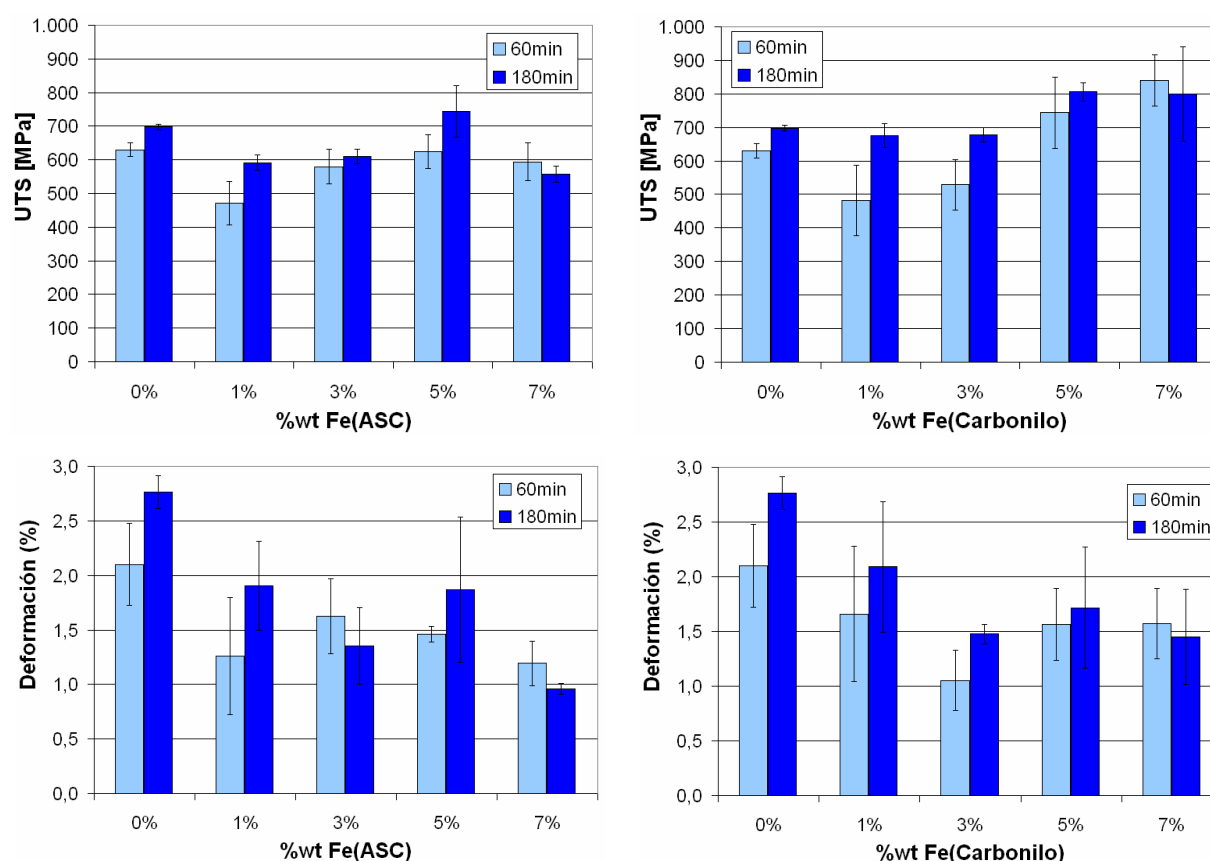 1.000
900
800
700
600
500
400
300
200
100
0
UTS [MPa]
60min
180min
0% 1% 3% 5% 7%
%wt Fe(ASC)
1.000
900
800
700
600
500
400
300
200
100
0
UTS [MPa]
60min
180min
0% 1% 3% 5% 7%
%wt Fe(Carbonilo)
3,0
2,5
2,0
1,5
1,0
0,5
0,0
Deformación (%)
60min
180min
0% 1% 3% 5% 7%
%wt Fe(ASC)
3,0
2,5
2,0
1,5
1,0
0,5
0,0
Deformación (%)
60min
180min
0% 1% 3% 5% 7%
%wt Fe(Carbonilo)